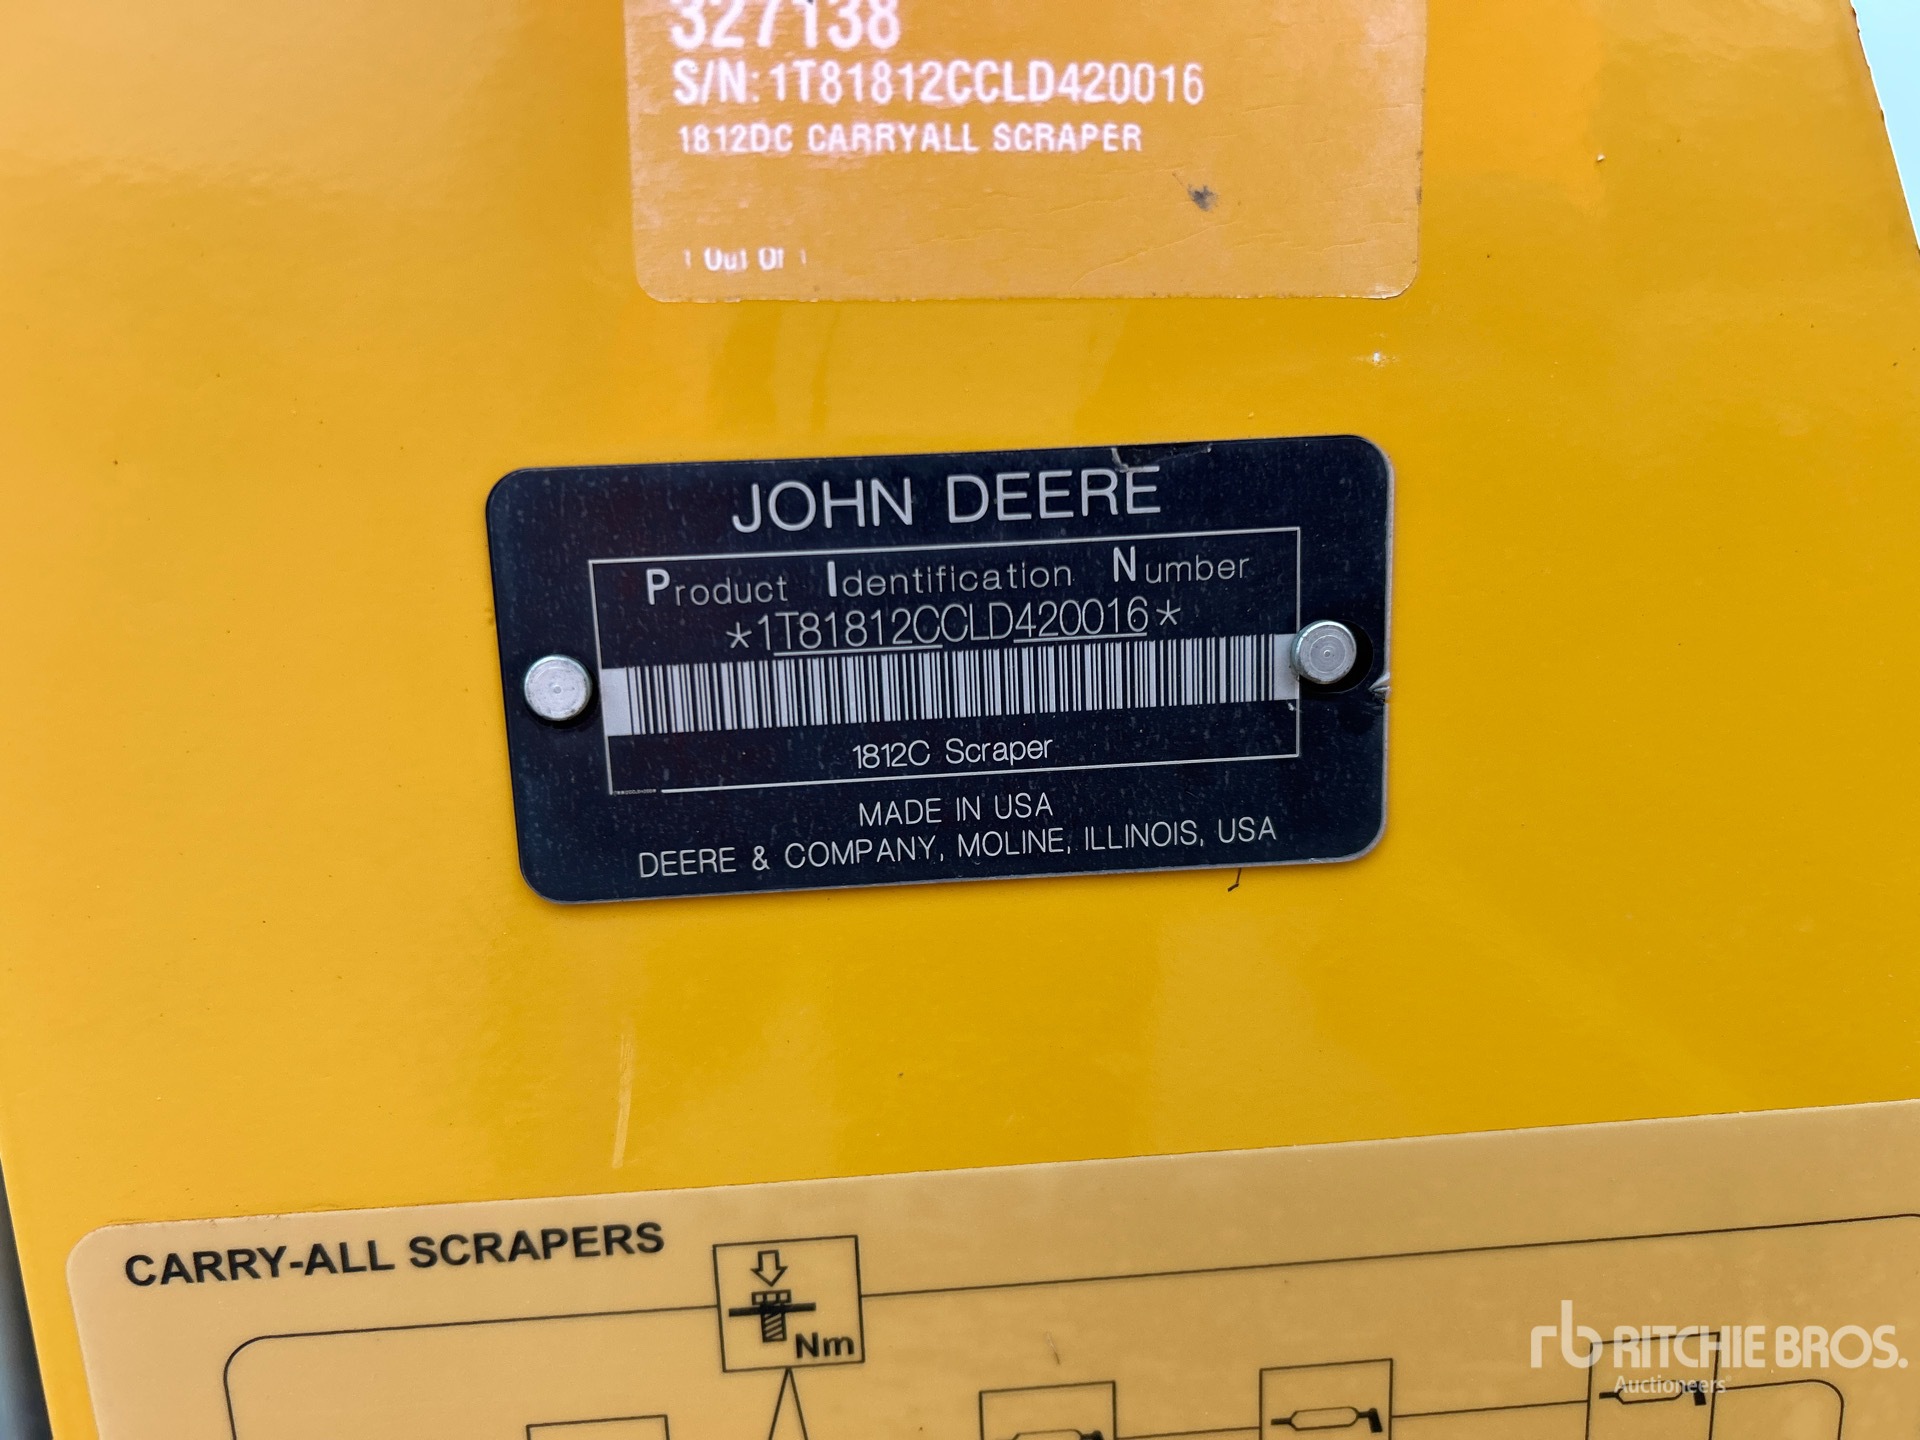 327138
S/N: 1T81812CCLD420016
1812DC CARRYALL SCRAPER
1 Out Of 1
JOHN DEERE
Product Identification Number
*1T81812CCLD420016*
1812C Scraper
MADE IN USA
DEERE & COMPANY, MOLINE, ILLINOIS, USA
CARRY-ALL SCRAPERS
Nm
rb RITCHIE BROS.
Auctioneers